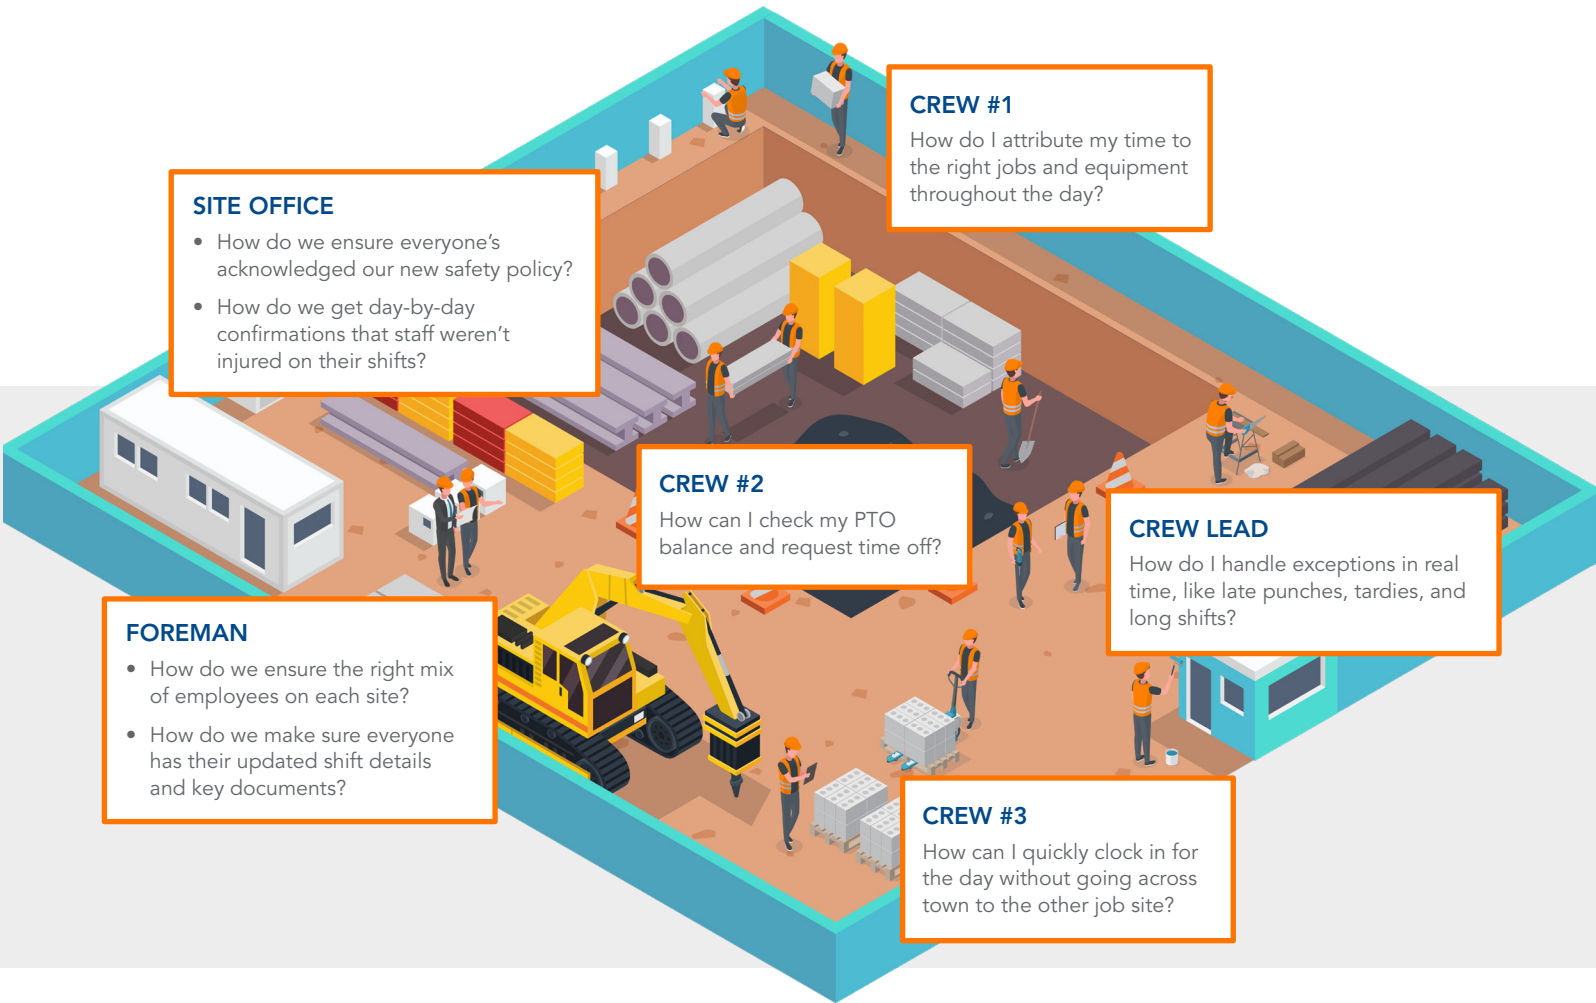 CREW #1
How do I attribute my time to
the right jobs and equipment
throughout the day?
SITE OFFICE
• How do we ensure everyone’s
acknowledged our new safety policy?
• How do we get day-by-day
confirmations that staff weren’t
injured on their shifts?
CREW #2
How can I check my PTO
balance and request time off?
CREW LEAD
How do I handle exceptions in real
time, like late punches, tardies, and
long shifts?
FOREMAN
• How do we ensure the right mix
of employees on each site?
• How do we make sure everyone
has their updated shift details
and key documents?
CREW #3
How can I quickly clock in for
the day without going across
town to the other job site?